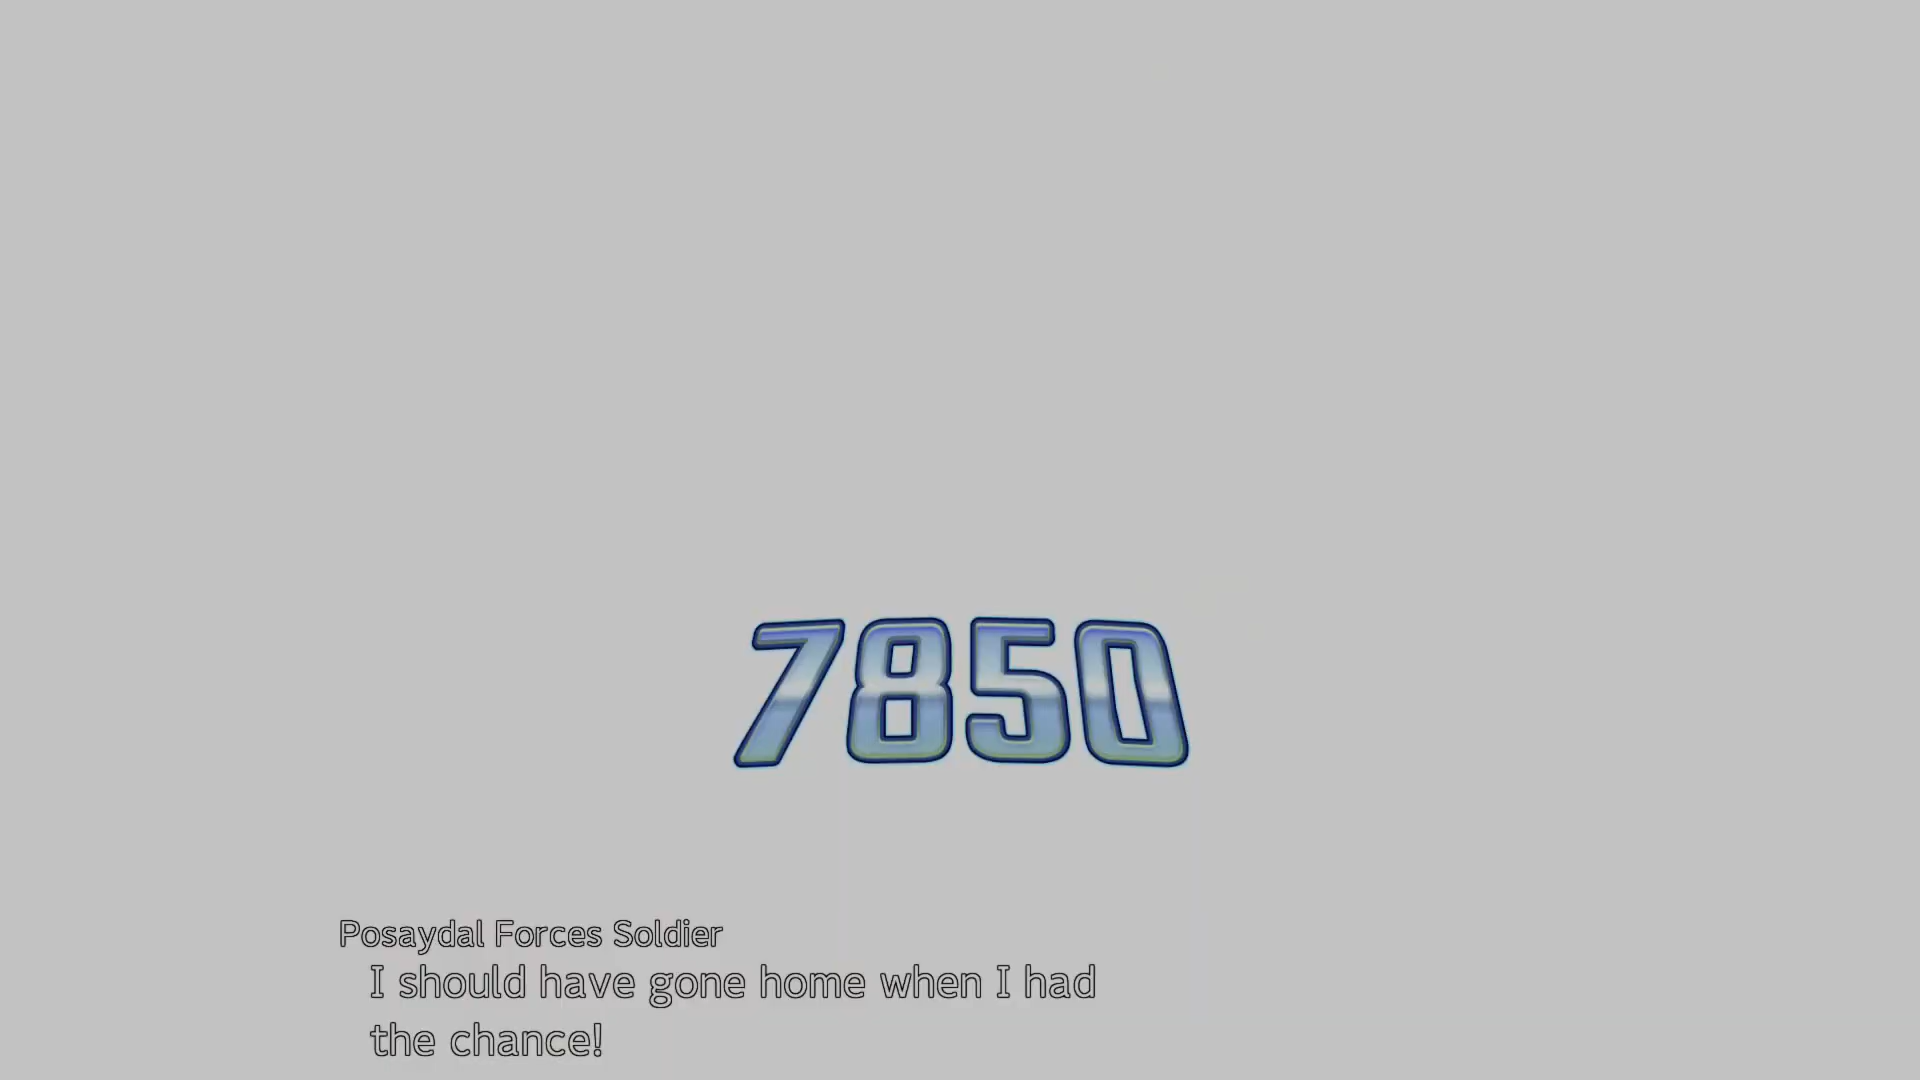 7850
Posaydal Forces Soldier
I should have gone home when I had
the chance!